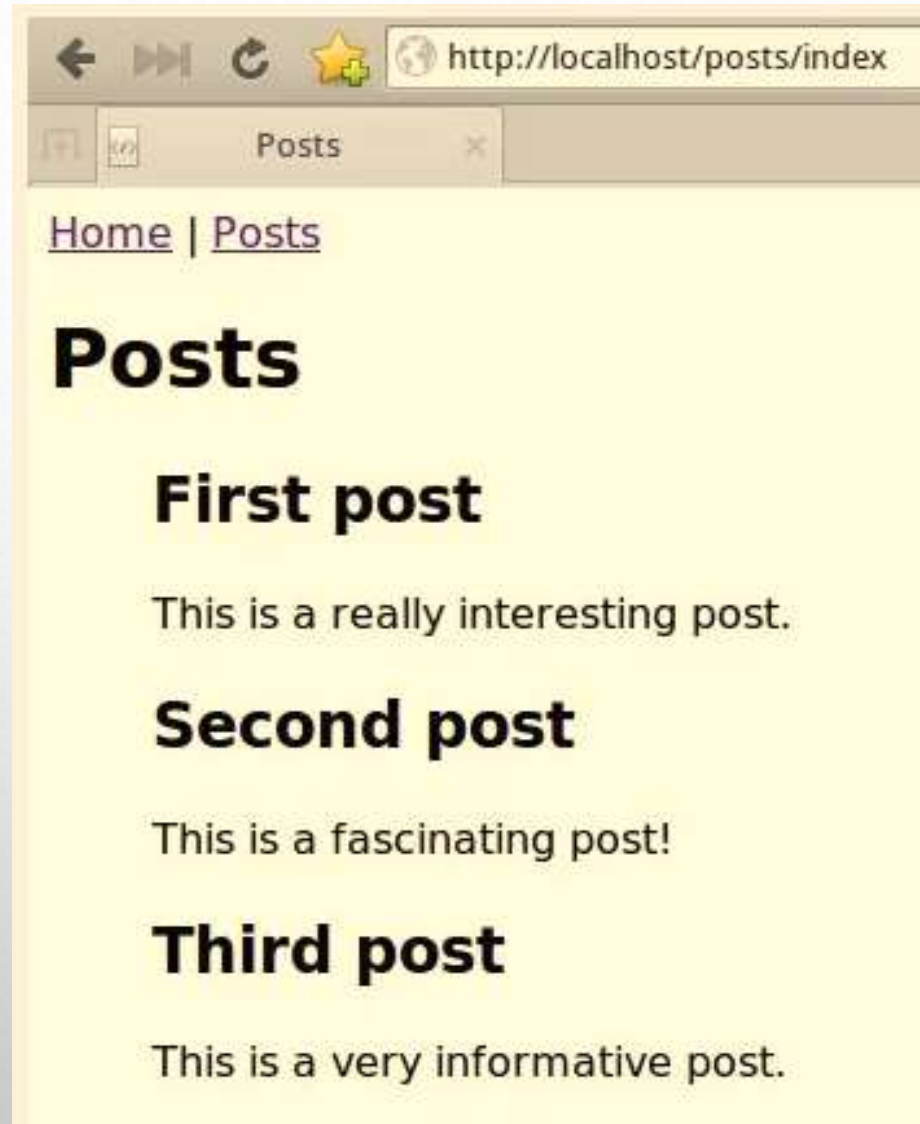 http://localhost/posts/index
Posts
Home | Posts
Posts
First post
This is a really interesting post.
Second post
This is a fascinating post!
Third post
This is a very informative post.